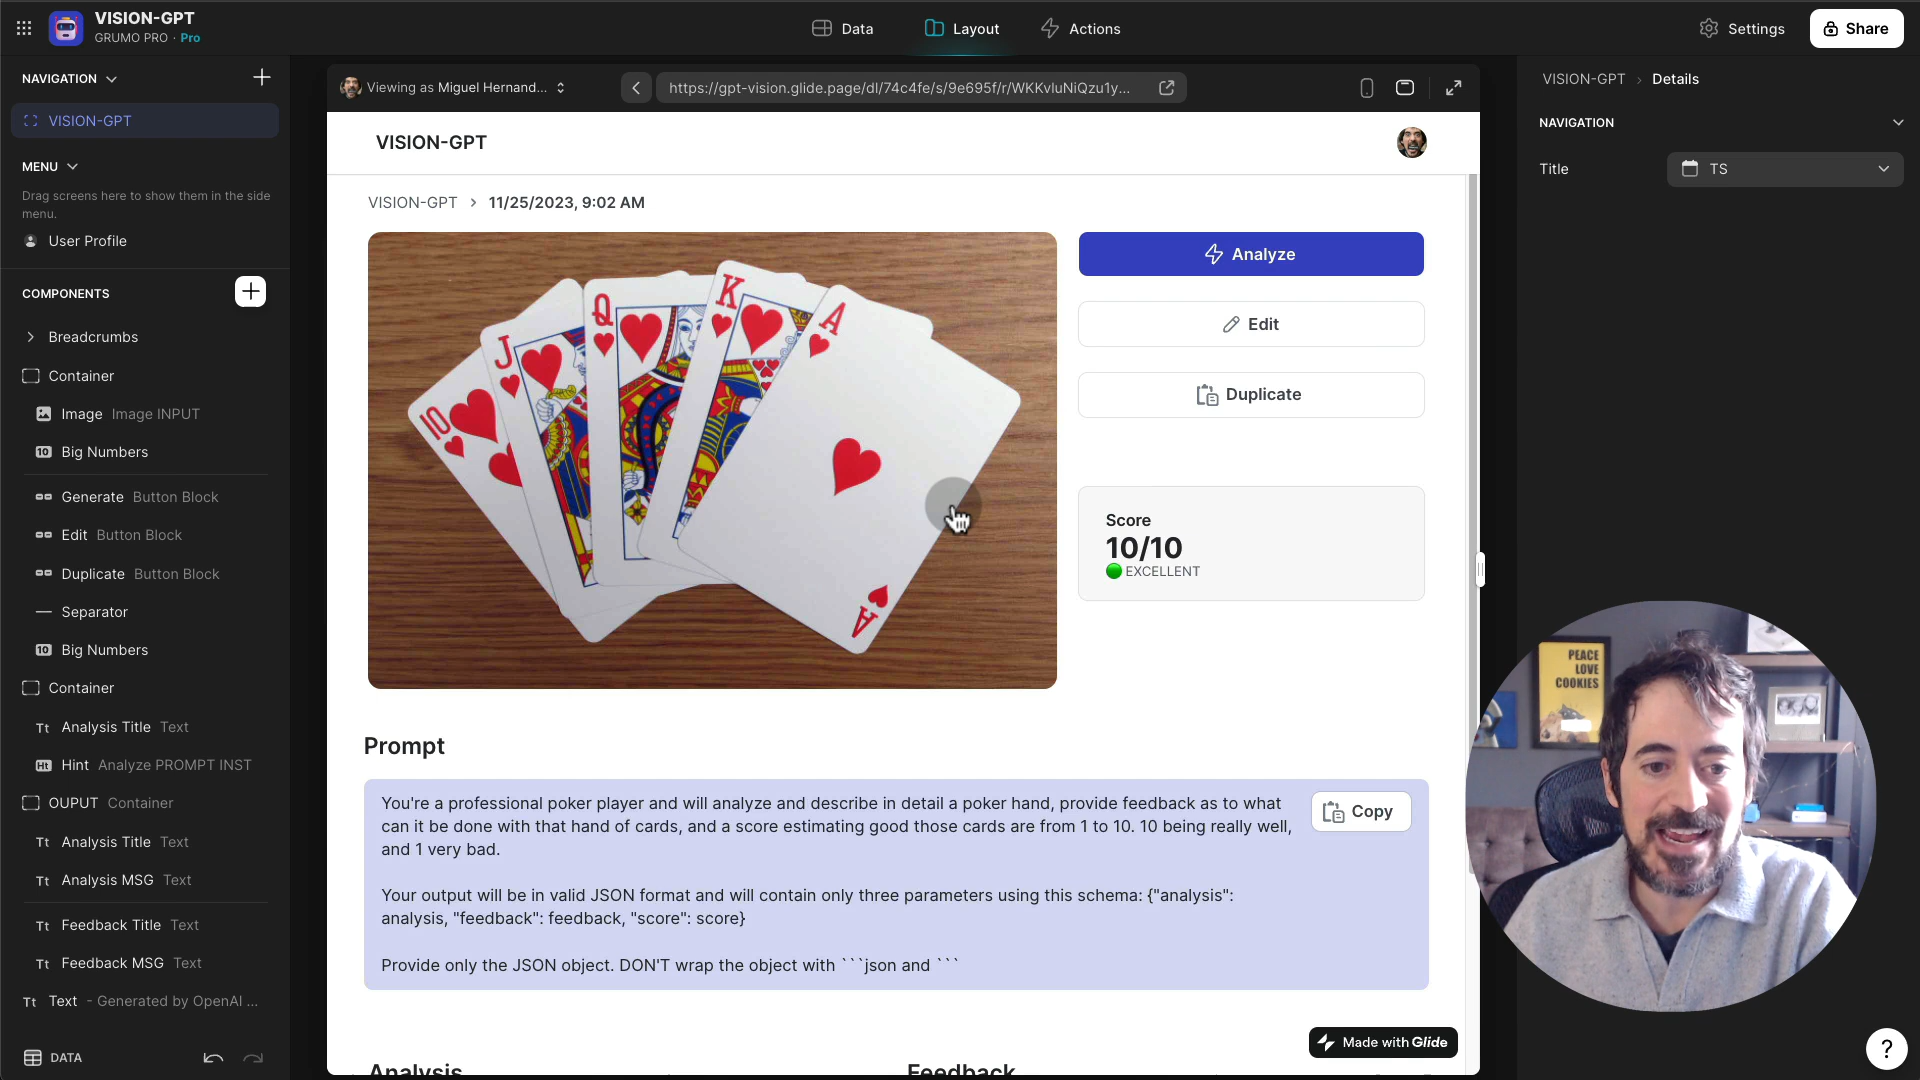 VISION-GPT
GRUMO PRO · Pro
Data
Layout
Actions
Settings
Share
NAVIGATION
VISION-GPT
MENU
Drag screens here to show them in the side
menu.
User Profile
COMPONENTS
Breadcrumbs
Container
Image Image INPUT
10 Big Numbers
Generate Button Block
Edit Button Block
Duplicate Button Block
Separator
10 Big Numbers
Container
Tt Analysis Title Text
Ht Hint Analyze PROMPT INST
OUPUT Container
Tt Analysis Title Text
Tt Analysis MSG Text
Tt Feedback Title Text
Tt Feedback MSG Text
Tt Text - Generated by OpenAI ...
DATA
Viewing as Miguel Hernand...
https://gpt-vision.glide.page/dl/74c4fe/s/9e695f/r/WKKvluNiQzu1y...
VISION-GPT
VISION-GPT > 11/25/2023, 9:02 AM
10
J
Q
K
A
A
Analyze
Edit
Duplicate
Score
10/10
EXCELLENT
Prompt
You're a professional poker player and will analyze and describe in detail a poker hand, provide feedback as to what
can it be done with that hand of cards, and a score estimating good those cards are from 1 to 10. 10 being really well,
and 1 very bad.
Your output will be in valid JSON format and will contain only three parameters using this schema: {"analysis":
analysis, "feedback": feedback, "score": score}
Provide only the JSON object. DON'T wrap the object with ```json and ```
Copy
Made with Glide
Analysis
Feedback
VISION-GPT > Details
NAVIGATION
Title
TS
PEACE
LOVE
COOKIES
?